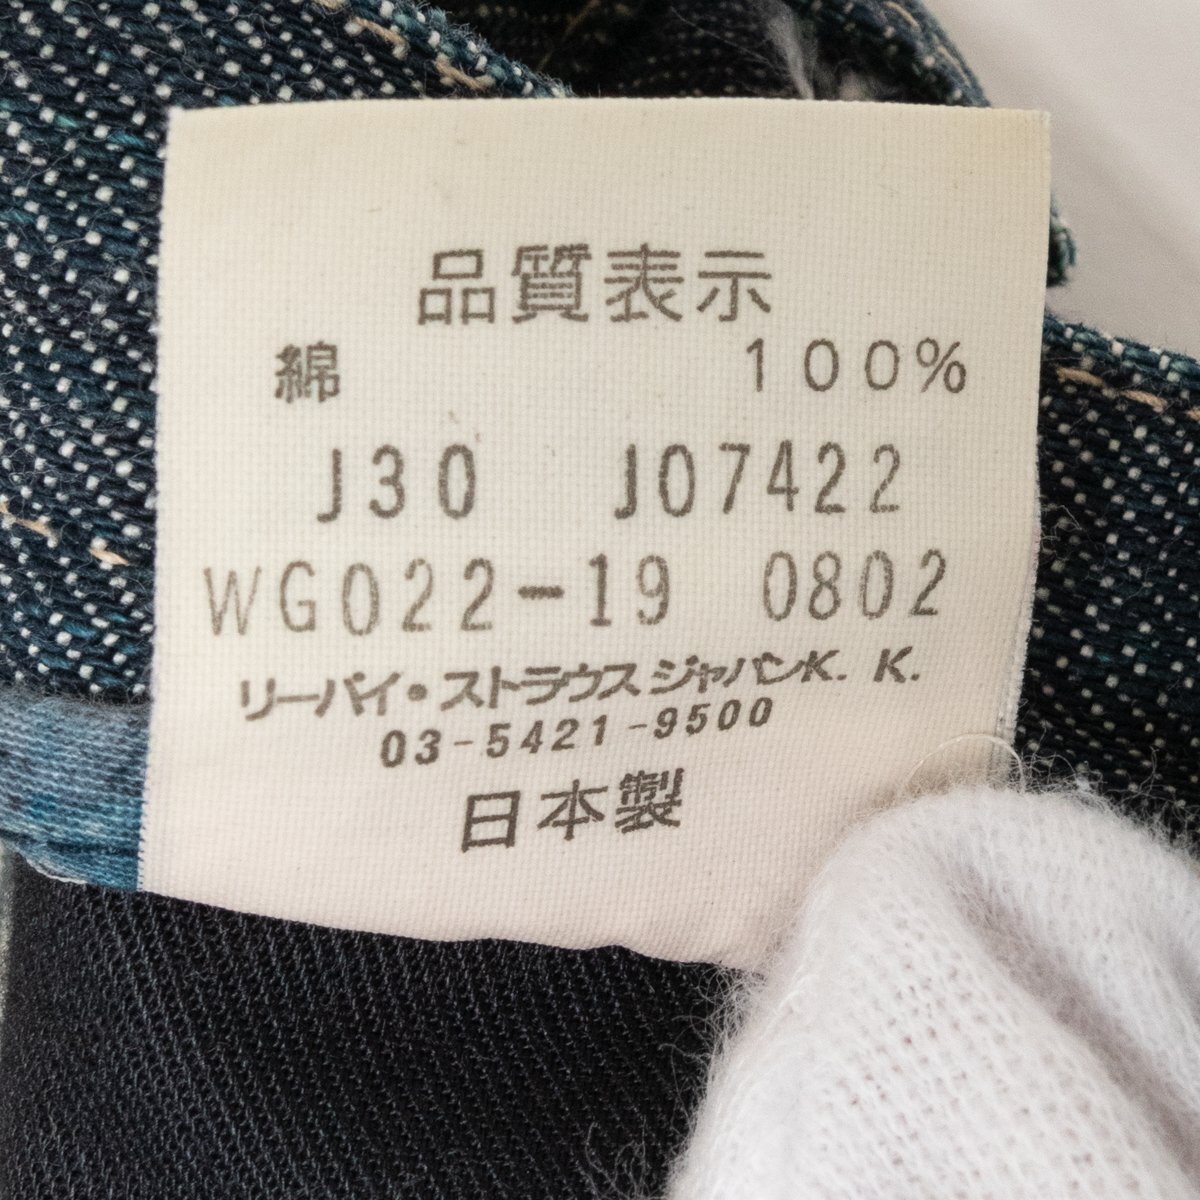 品質表示
綿 100%
J30 J07422
WG022-19 0802
リーバイ・ストラウス ジャパンK. K.
03-5421-9500
日本製